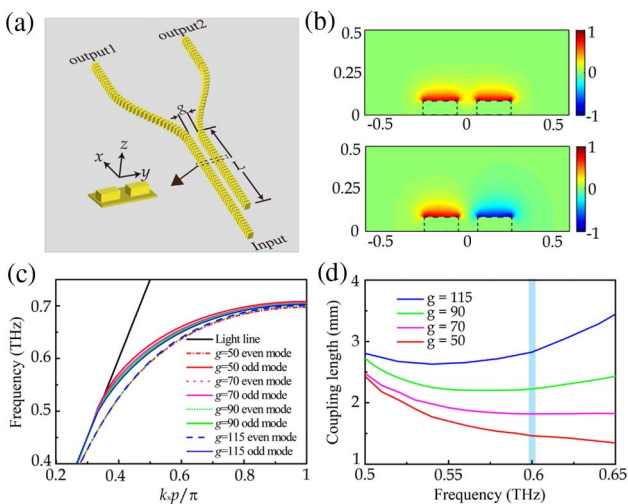 (a)
output1
output2
g
L
x
z
y
Input
(b)
0.5
0.25
0
-0.5
0
0.5
1
0
-1
0.5
0.25
0
-0.5
0
0.5
1
0
-1
(c)
Frequency (THz)
0.7
0.6
0.5
0.4
0.2
0.4
0.6
0.8
1
kxp/π
Light line
g=50 even mode
g=50 odd mode
g=70 even mode
g=70 odd mode
g=90 even mode
g=90 odd mode
g=115 even mode
g=115 odd mode
(d)
Coupling length (mm)
4
3
2
1
0.5
0.55
0.6
0.65
Frequency (THz)
g = 115
g = 90
g = 70
g = 50